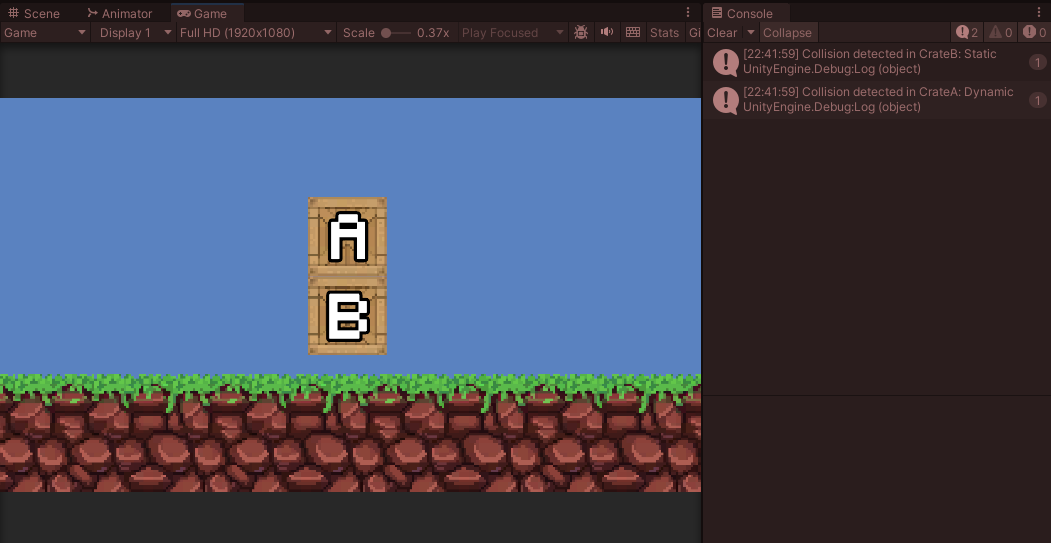 Scene Animator Game
Game Display 1 Full HD (1920x1080) Scale 0.37x Play Focused Stats Gi
A
B
Console
Clear Collapse 2 0 0
[22:41:59] Collision detected in CrateB: Static
UnityEngine.Debug:Log (object)
1
[22:41:59] Collision detected in CrateA: Dynamic
UnityEngine.Debug:Log (object)
1